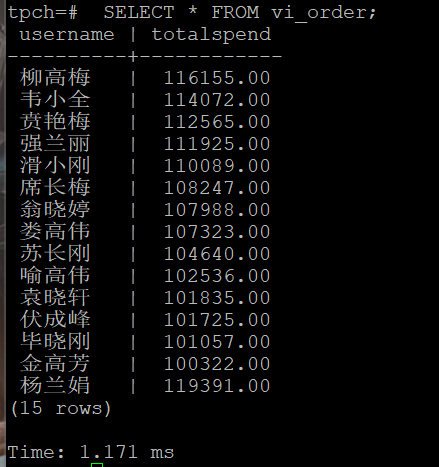 tpch=#  SELECT * FROM vi_order;
 username | totalspend
----------+------------
 柳高梅   |  116155.00
 韦小全   |  114072.00
 贲艳梅   |  112565.00
 强兰丽   |  111925.00
 滑小刚   |  110089.00
 席长梅   |  108247.00
 翁晓婷   |  107988.00
 娄高伟   |  107323.00
 苏长刚   |  104640.00
 喻高伟   |  102536.00
 袁晓轩   |  101835.00
 伏成峰   |  101725.00
 毕晓刚   |  101057.00
 金高芳   |  100322.00
 杨兰娟   |  119391.00
(15 rows)

Time: 1.171 ms